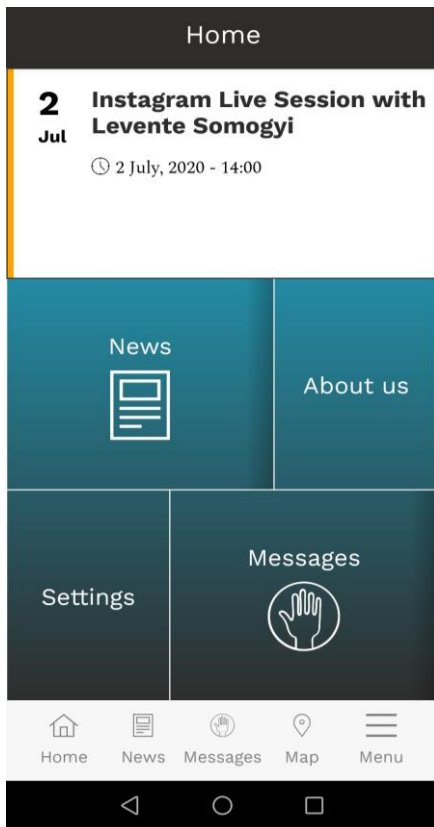 Home
2
Jul
Instagram Live Session with
Levente Somogyi
2 July, 2020 - 14:00
News
About us
Settings
Messages
Home
News
Messages
Map
Menu